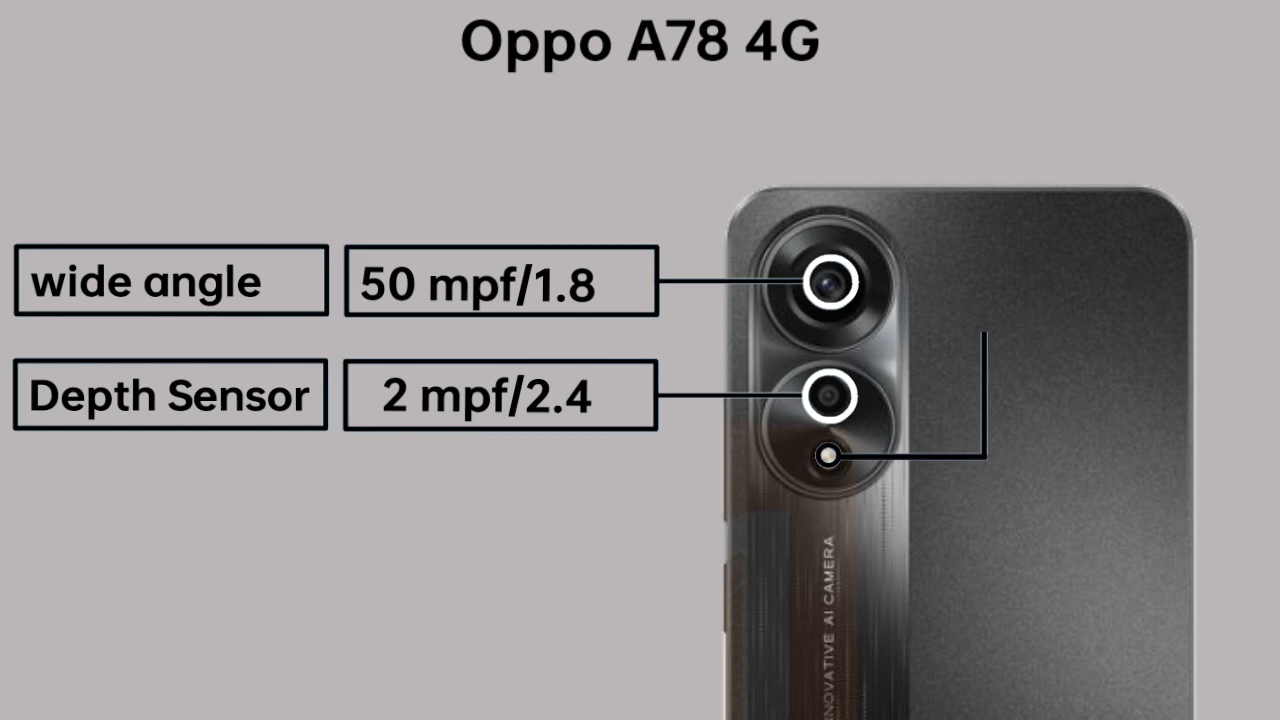 Oppo A78 4G
wide angle
50 mpf/1.8
Depth Sensor
2 mpf/2.4
NOVATIVE AI CAMERA